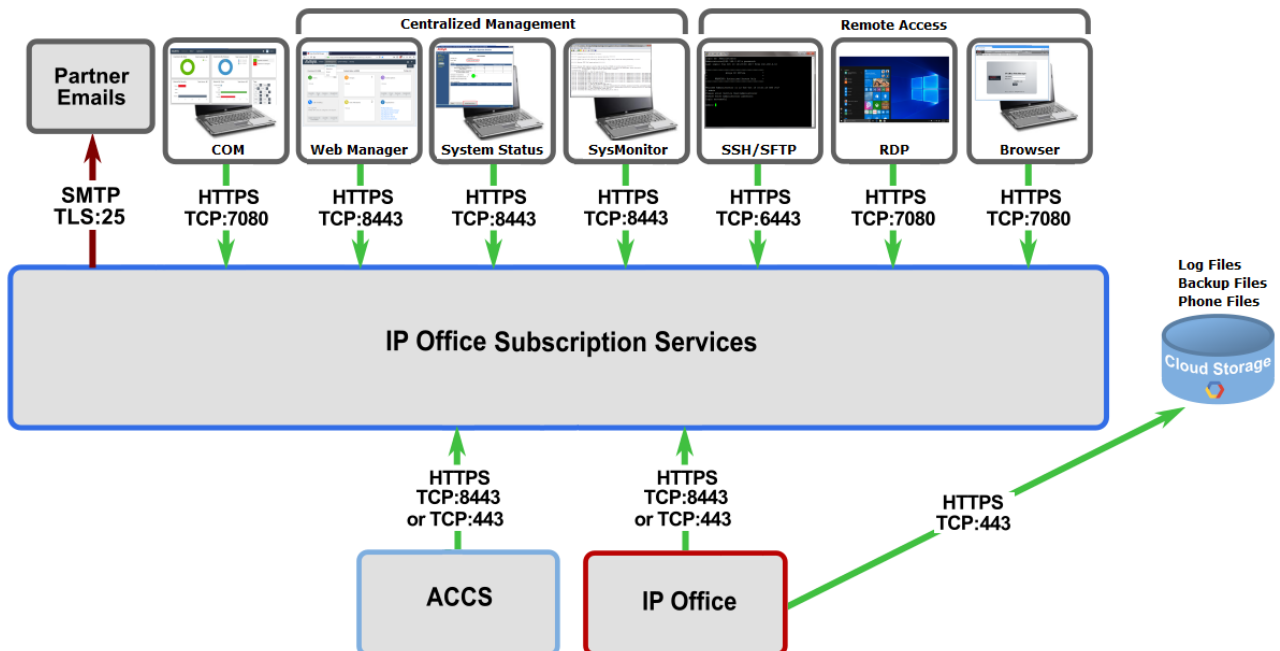 Centralized Management
Remote Access
Partner
Emails
COM
Web Manager
System Status
SysMonitor
SSH/SFTP
RDP
Browser
SMTP
TLS:25
HTTPS
TCP:7080
HTTPS
TCP:8443
HTTPS
TCP:8443
HTTPS
TCP:8443
HTTPS
TCP:6443
HTTPS
TCP:7080
HTTPS
TCP:7080
IP Office Subscription Services
Log Files
Backup Files
Phone Files
Cloud Storage
HTTPS
TCP:8443
or TCP:443
HTTPS
TCP:8443
or TCP:443
HTTPS
TCP:443
ACCS
IP Office